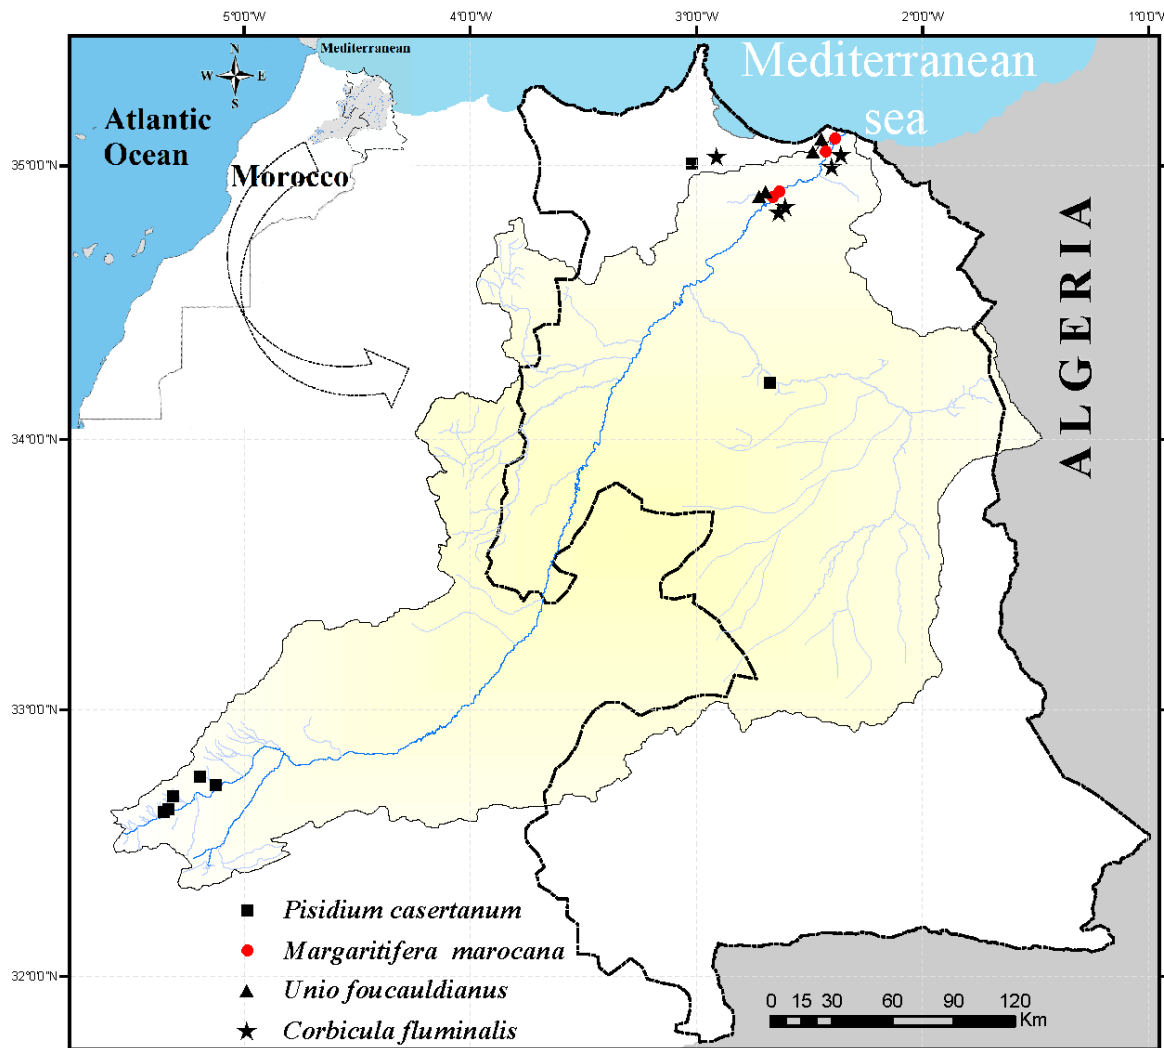 5°0'0"W
4°0'0"W
3°0'0"W
2°0'0"W
1°0'0"W
N
W E
S
Mediterranean
Mediterranean
sea
Atlantic
Ocean
Morocco
35°0'0"N
ALGERIA
34°0'0"N
33°0'0"N
32°0'0"N
Pisidium casertanum
Margaritifera marocana
Unio foucauldianus
Corbicula fluminalis
0 15 30 60 90 120
Km